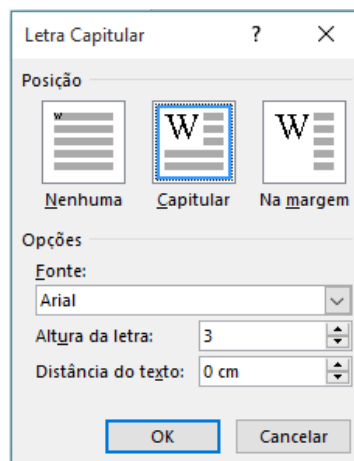 Letra Capitular ?
Posição
W W W
Nenhuma Capitular Na margem
Opções
Fonte:
Arial
Altura da letra: 3
Distância do texto: 0 cm
OK Cancelar